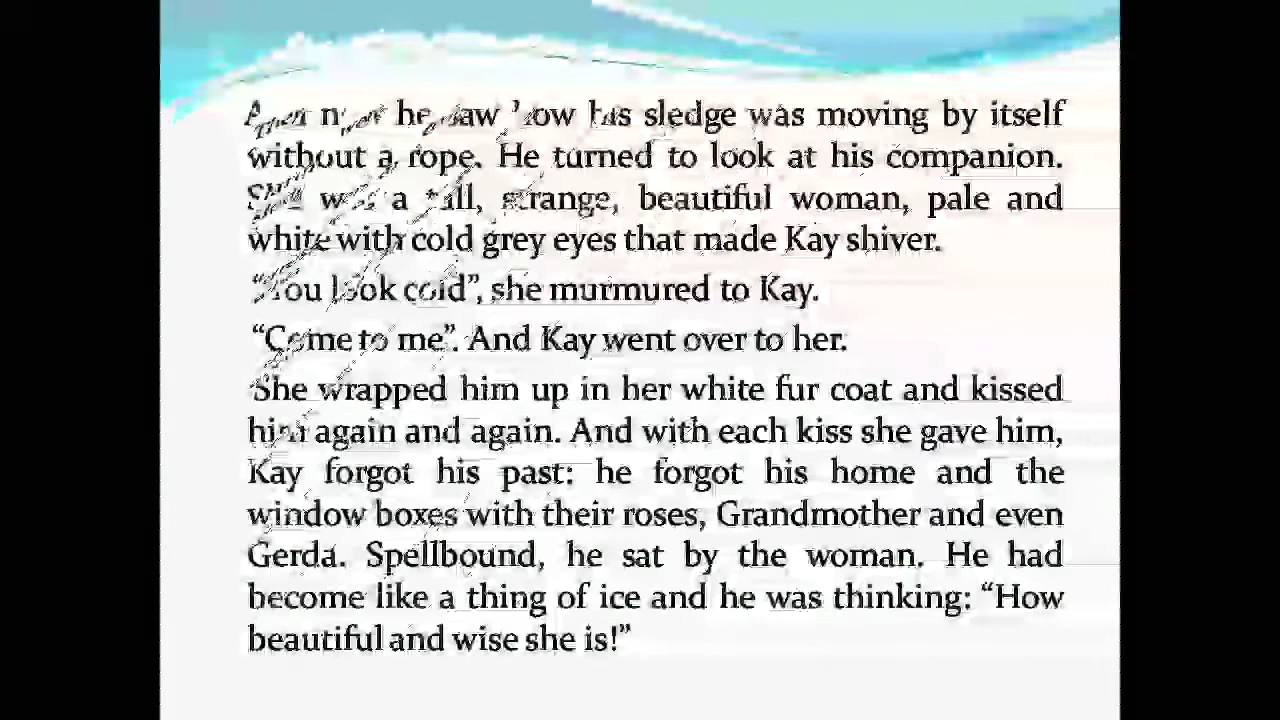 he saw how his sledge was moving by itself
without a rope. He turned to look at his companion.
She was a tall, strange, beautiful woman, pale and
white with cold grey eyes that made Kay shiver.
“You look cold”, she murmured to Kay.
“Come to me”. And Kay went over to her.
She wrapped him up in her white fur coat and kissed
him again and again. And with each kiss she gave him,
Kay forgot his past: he forgot his home and the
window boxes with their roses, Grandmother and even
Gerda. Spellbound, he sat by the woman. He had
become like a thing of ice and he was thinking: “How
beautiful and wise she is!”